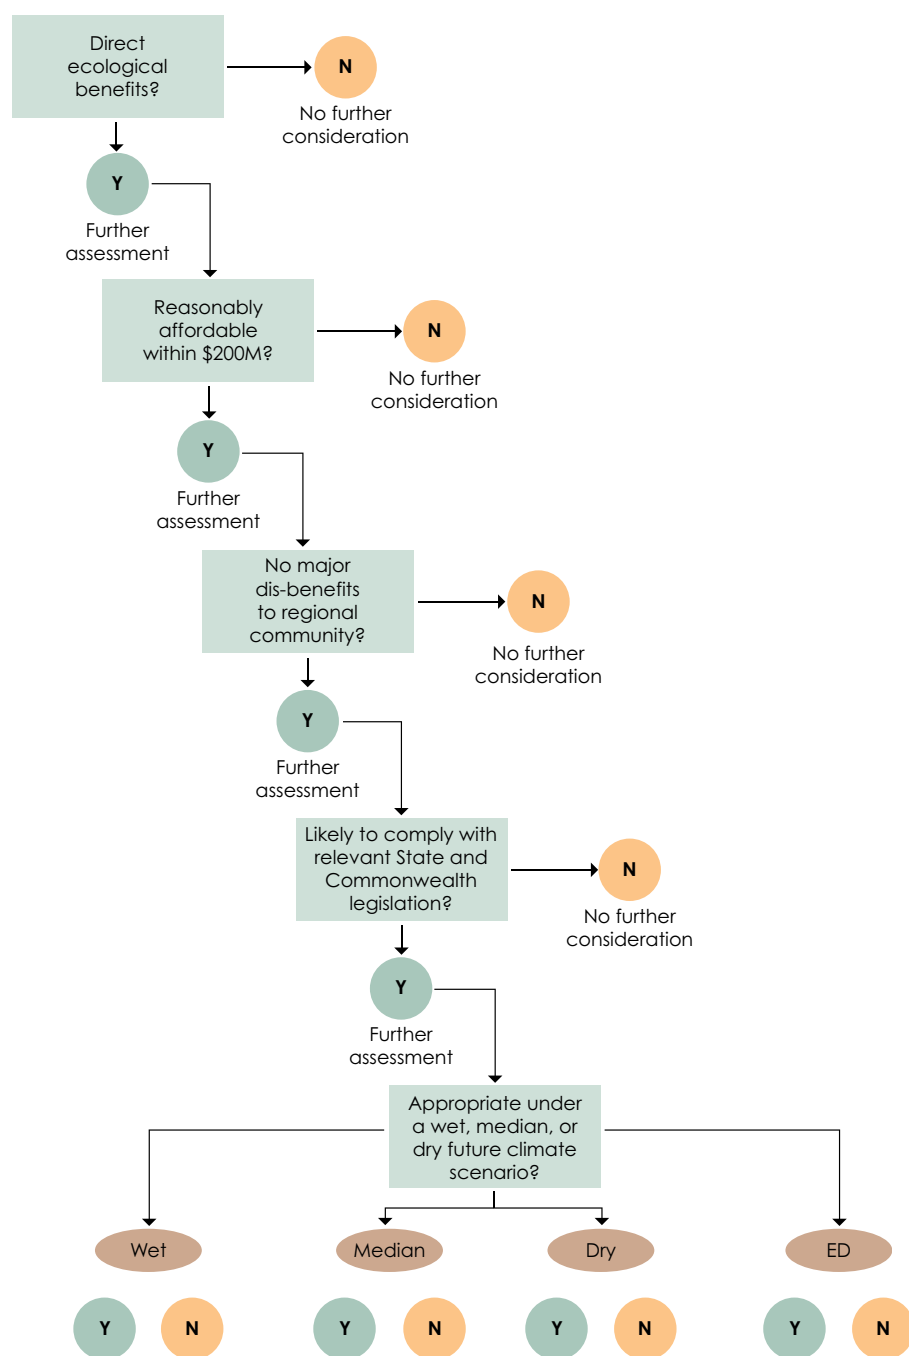 Direct
ecological
benefits?
N
No further
consideration
Y
Further
assessment
Reasonably
affordable
within $200M?
N
No further
consideration
Y
Further
assessment
No major
dis-benefits
to regional
community?
N
No further
consideration
Y
Further
assessment
Likely to comply with
relevant State and
Commonwealth
legislation?
N
No further
consideration
Y
Further
assessment
Appropriate under
a wet, median, or
dry future climate
scenario?
Wet
Median
Dry
ED
Y
N
Y
N
Y
N
Y
N